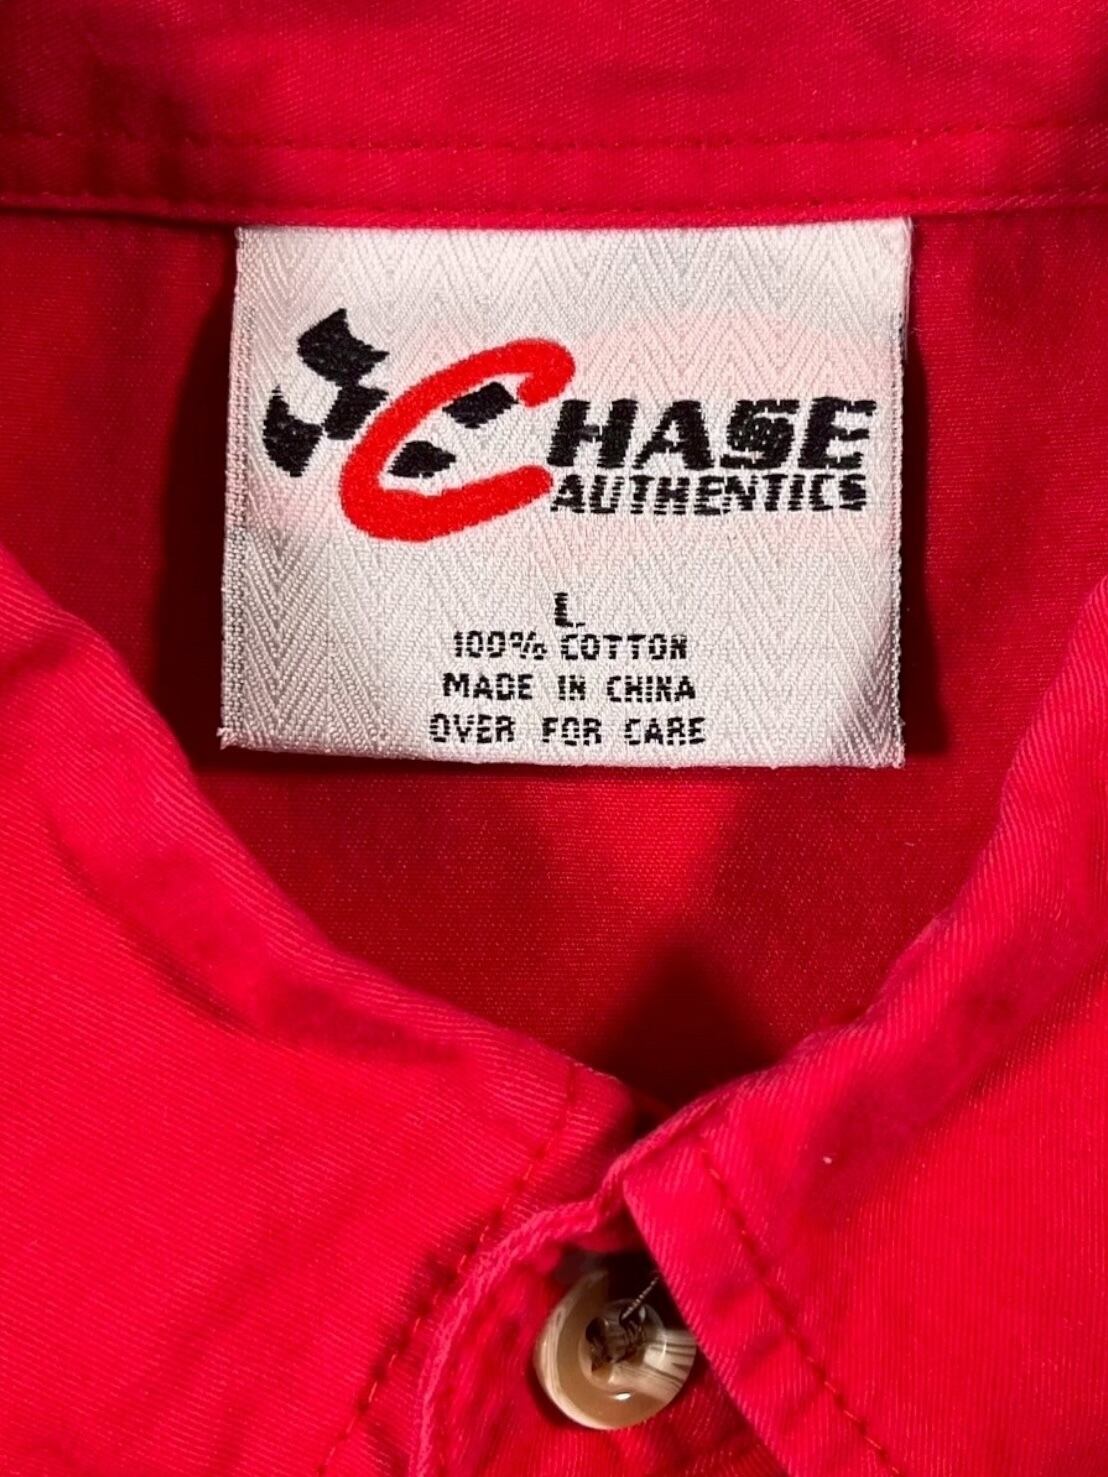 CHASE
AUTHENTICS
L
100% COTTON
MADE IN CHINA
OVER FOR CARE